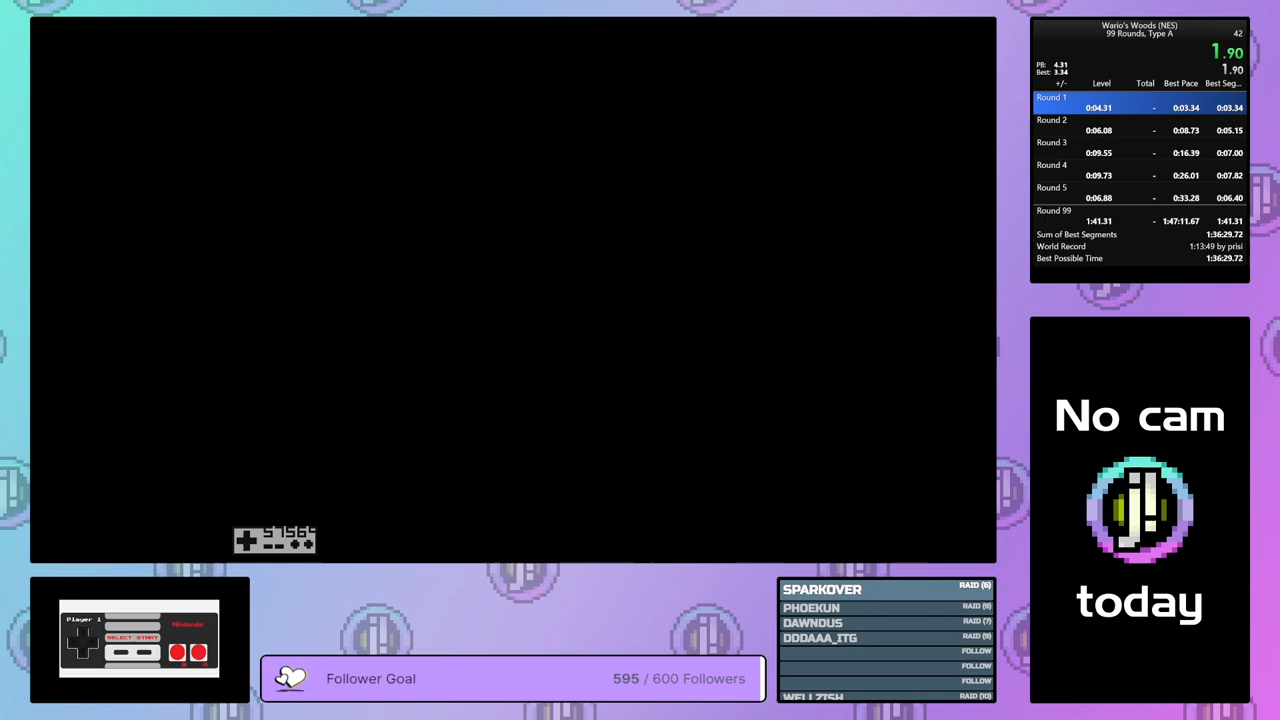 Wario's Woods (NES)
99 Rounds, Type A 42
1.90
PB: 4.31
Best: 3.34
1.90
+/- Level Total Best Pace Best Seg...
Round 1
0:04.31 - 0:03.34 0:03.34
Round 2
0:06.08 - 0:08.73 0:05.15
Round 3
0:09.55 - 0:16.39 0:07.00
Round 4
0:09.73 - 0:26.01 0:07.82
Round 5
0:06.88 - 0:33.28 0:06.40
Round 99
1:41.31 - 1:47:11.67 1:41.31
Sum of Best Segments 1:36:29.72
World Record 1:13:49 by prisi
Best Possible Time 1:36:29.72
No cam
today
Player 1
Nintendo
SELECT START
Follower Goal 595 / 600 Followers
SPARKOVER RAID (6)
PHOEKUN RAID (9)
DAWNDUS RAID (7)
DDDAAA_ITG RAID (9)
FOLLOW
FOLLOW
FOLLOW
WELLZISH RAID (10)